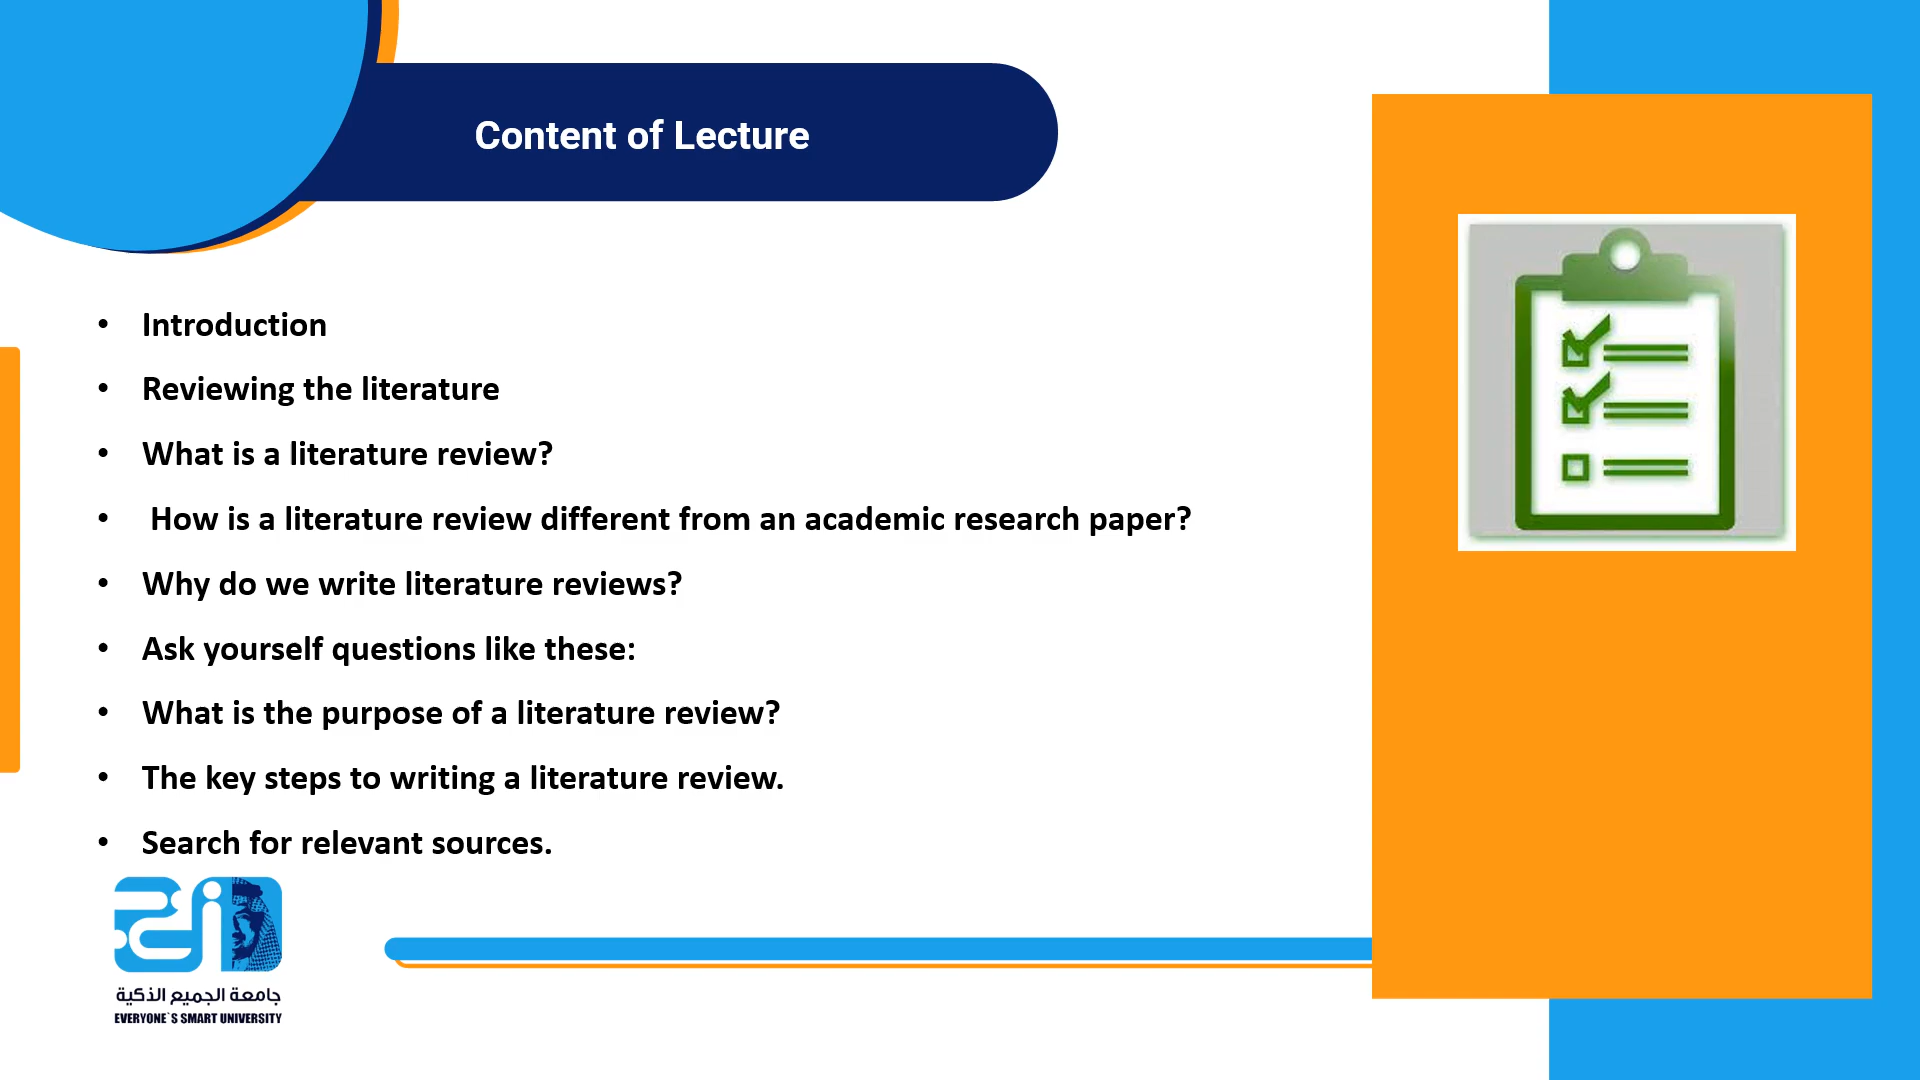 Content of Lecture
• Introduction
• Reviewing the literature
• What is a literature review?
• How is a literature review different from an academic research paper?
• Why do we write literature reviews?
• Ask yourself questions like these:
• What is the purpose of a literature review?
• The key steps to writing a literature review.
• Search for relevant sources.
جامعة الجميع الذكية
EVERYONE`S SMART UNIVERSITY